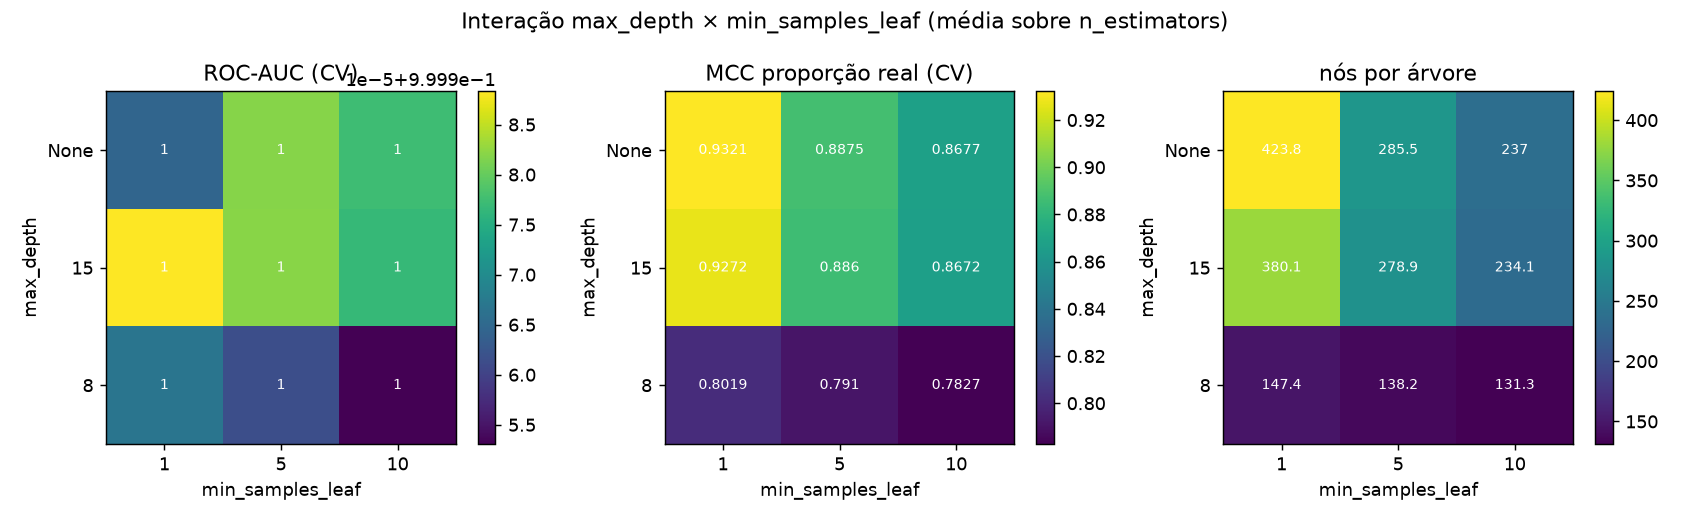 Interação max_depth × min_samples_leaf (média sobre n_estimators)
ROC-AUC (CV)
1e−5+9.999e−1
max_depth
None
15
8
1 1 1
1 1 1
1 1 1
1 5 10
min_samples_leaf
8.5
8.0
7.5
7.0
6.5
6.0
5.5
MCC proporção real (CV)
max_depth
None
15
8
0.9321 0.8875 0.8677
0.9272 0.886 0.8672
0.8019 0.791 0.7827
1 5 10
min_samples_leaf
0.92
0.90
0.88
0.86
0.84
0.82
0.80
nós por árvore
max_depth
None
15
8
423.8 285.5 237
380.1 278.9 234.1
147.4 138.2 131.3
1 5 10
min_samples_leaf
400
350
300
250
200
150